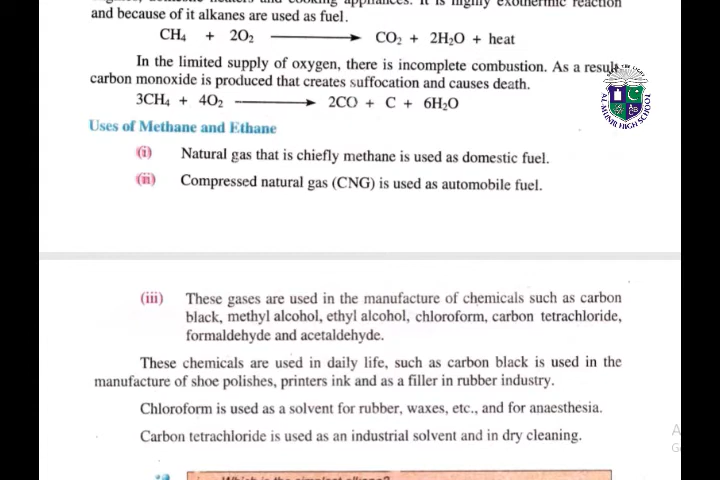 and because of it alkanes are used as fuel.
CH₄ + 2O₂ ⟶ CO₂ + 2H₂O + heat
In the limited supply of oxygen, there is incomplete combustion. As a result
carbon monoxide is produced that creates suffocation and causes death.
3CH₄ + 4O₂ ⟶ 2CO + C + 6H₂O
Uses of Methane and Ethane
(i) Natural gas that is chiefly methane is used as domestic fuel.
(ii) Compressed natural gas (CNG) is used as automobile fuel.
AL MUNIR HIGH SCHOOL
(iii) These gases are used in the manufacture of chemicals such as carbon
black, methyl alcohol, ethyl alcohol, chloroform, carbon tetrachloride,
formaldehyde and acetaldehyde.
These chemicals are used in daily life, such as carbon black is used in the
manufacture of shoe polishes, printers ink and as a filler in rubber industry.
Chloroform is used as a solvent for rubber, waxes, etc., and for anaesthesia.
Carbon tetrachloride is used as an industrial solvent and in dry cleaning.